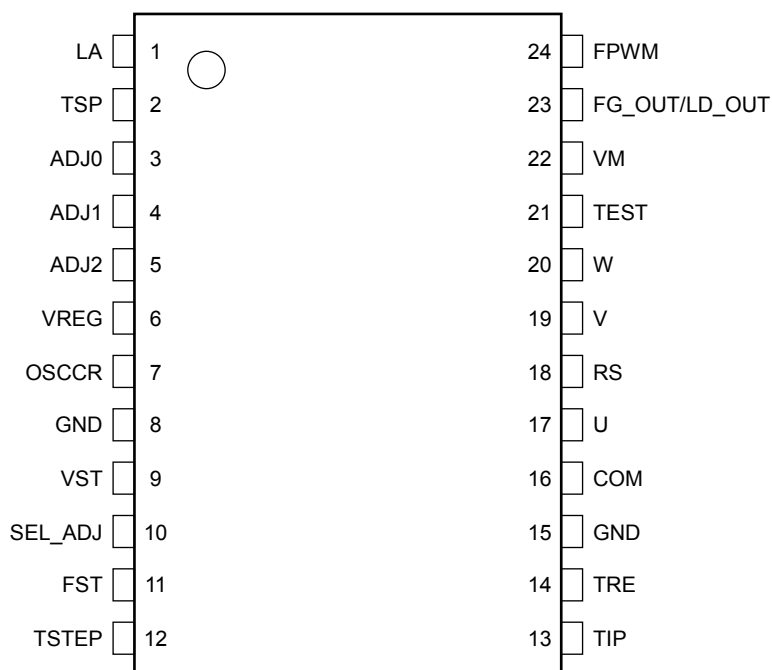 LA 1 24 FPWM
TSP 2 23 FG_OUT/LD_OUT
ADJ0 3 22 VM
ADJ1 4 21 TEST
ADJ2 5 20 W
VREG 6 19 V
OSCCR 7 18 RS
GND 8 17 U
VST 9 16 COM
SEL_ADJ 10 15 GND
FST 11 14 TRE
TSTEP 12 13 TIP